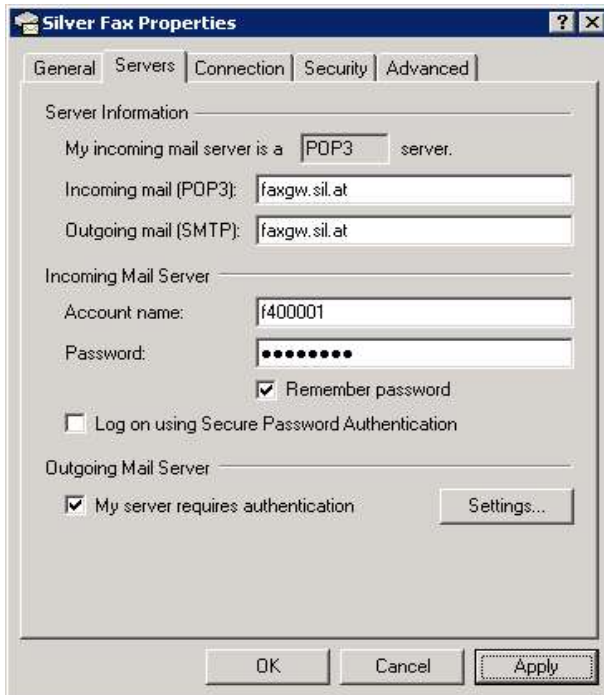 Silver Fax Properties
General Servers Connection Security Advanced
Server Information
My incoming mail server is a POP3 server.
Incoming mail (POP3): faxgw.sil.at
Outgoing mail (SMTP): faxgw.sil.at
Incoming Mail Server
Account name: f400001
Password: ●●●●●●●●
Remember password
Log on using Secure Password Authentication
Outgoing Mail Server
My server requires authentication Settings...
OK Cancel Apply